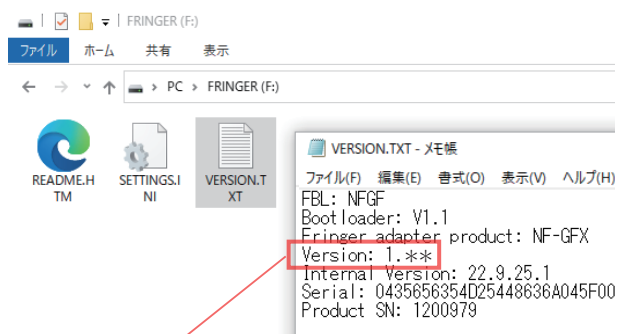 FRINGER (F:)
ファイル ホーム 共有 表示
PC > FRINGER (F:)
README.H
TM
SETTINGS.I
NI
VERSION.T
XT
VERSION.TXT - メモ帳
ファイル(F) 編集(E) 書式(O) 表示(V) ヘルプ(H)
FBL: NFGF
Bootloader: V1.1
Fringer adapter product: NF-GFX
Version: 1.**
Internal Version: 22.9.25.1
Serial: 0435656354D25448636A045F00
Product SN: 1200979